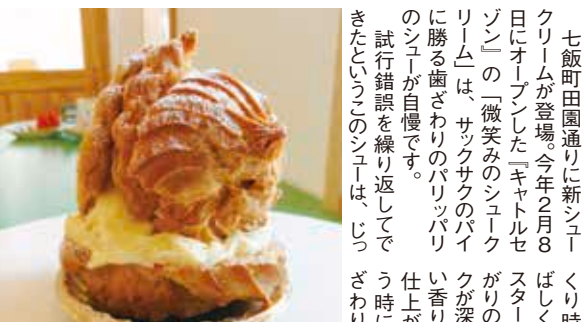 七飯町田園通りに新シュー
クリームが登場。今年2月8
日にオープンした『キャトルセ
ゾン』の「微笑みのシューク
リーム」は、サックサクのパイ
に勝る歯ざわりのパリッパリ
のシューが自慢です。
試行錯誤を繰り返してで
きたというこのシューは、じっ
くり時
ばしく
スター
がりの
クが深
い香り
仕上が
う時に
ざわり